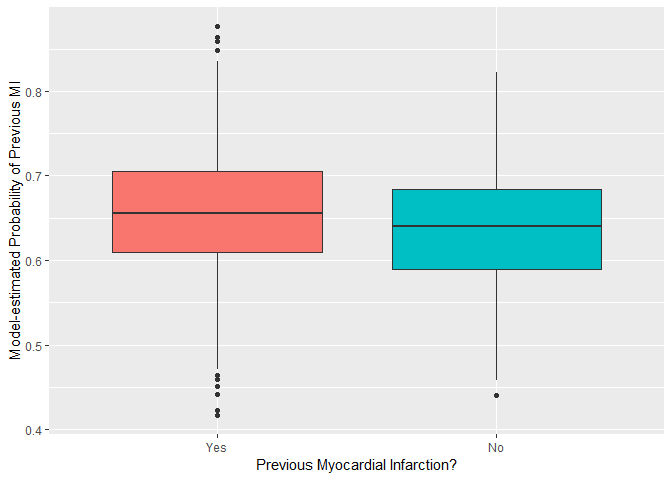 Model-estimated Probability of Previous MI
0.8
0.7
0.6
0.5
0.4
Yes
No
Previous Myocardial Infarction?